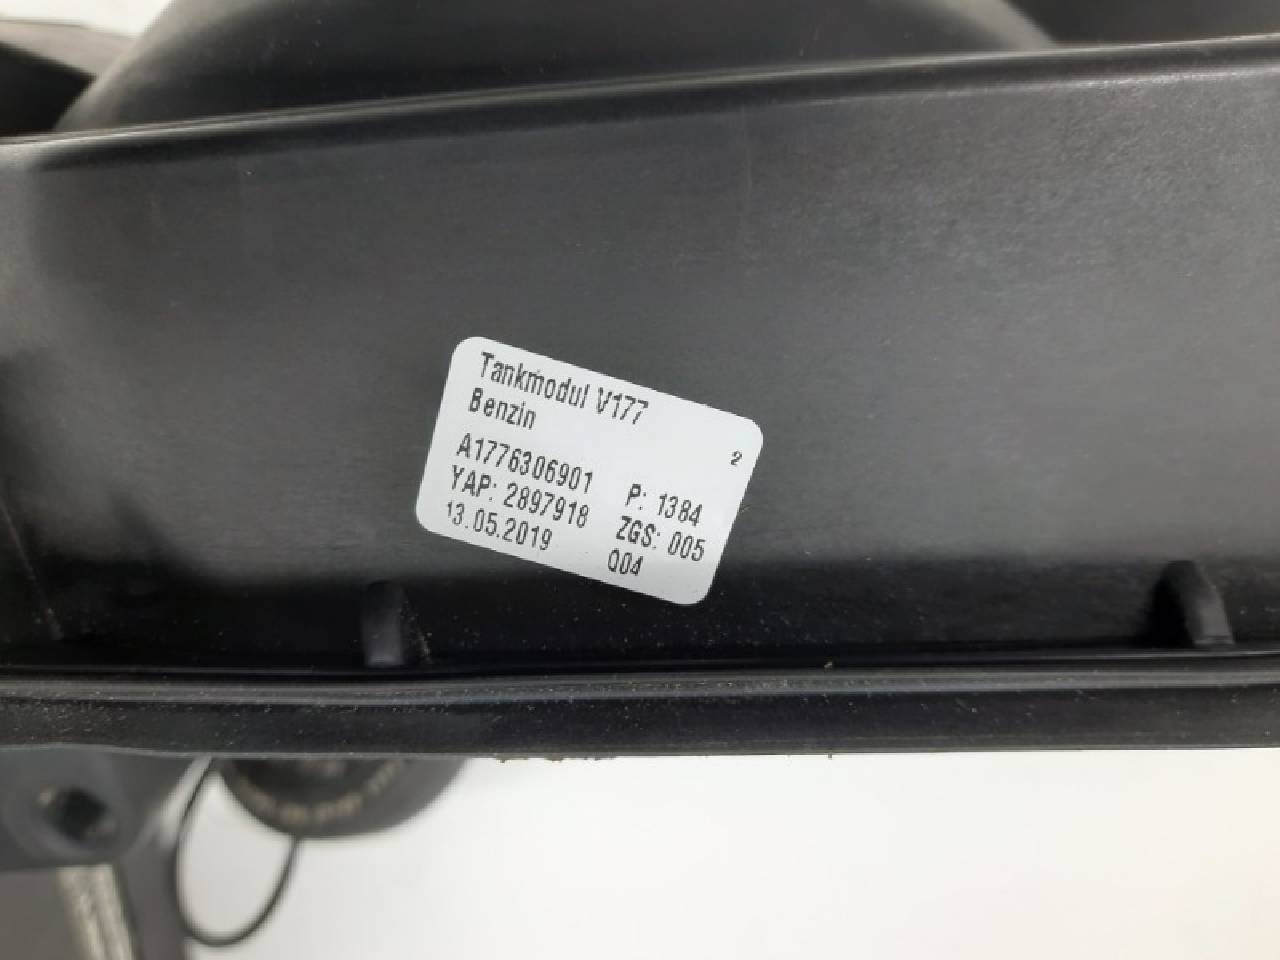 Tankmodul V177
Benzin
2
A1776306901 P: 1384
YAP: 2897918 ZGS: 005
13.05.2019 Q04